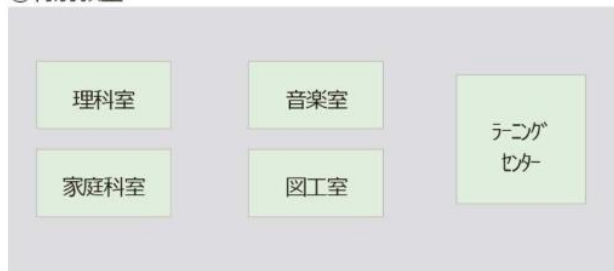 理科室
音楽室
ラーニング
センター
家庭科室
図工室